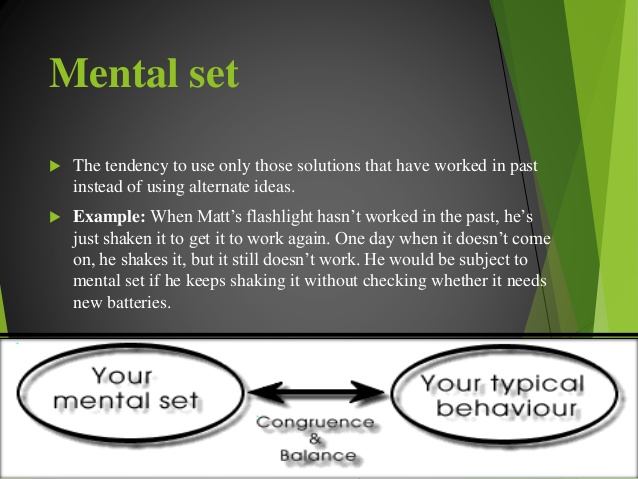 Mental set
The tendency to use only those solutions that have worked in past
instead of using alternate ideas.
Example: When Matt’s flashlight hasn’t worked in the past, he’s
just shaken it to get it to work again. One day when it doesn’t come
on, he shakes it, but it still doesn’t work. He would be subject to
mental set if he keeps shaking it without checking whether it needs
new batteries.
Your
mental set
Congruence
&
Balance
Your typical
behaviour